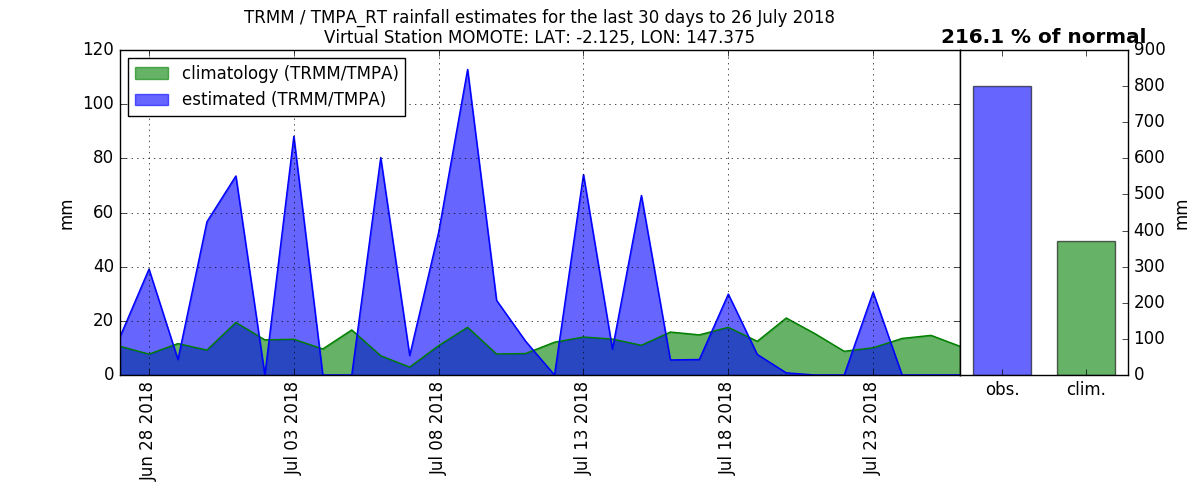 TRMM / TMPA_RT rainfall estimates for the last 30 days to 26 July 2018
Virtual Station MOMOTE: LAT: -2.125, LON: 147.375
216.1 % of normal
climatology (TRMM/TMPA)
estimated (TRMM/TMPA)
120
100
80
60
40
20
0
mm
Jun 28 2018
Jul 03 2018
Jul 08 2018
Jul 13 2018
Jul 18 2018
Jul 23 2018
obs.
clim.
900
800
700
600
500
400
300
200
100
0
mm